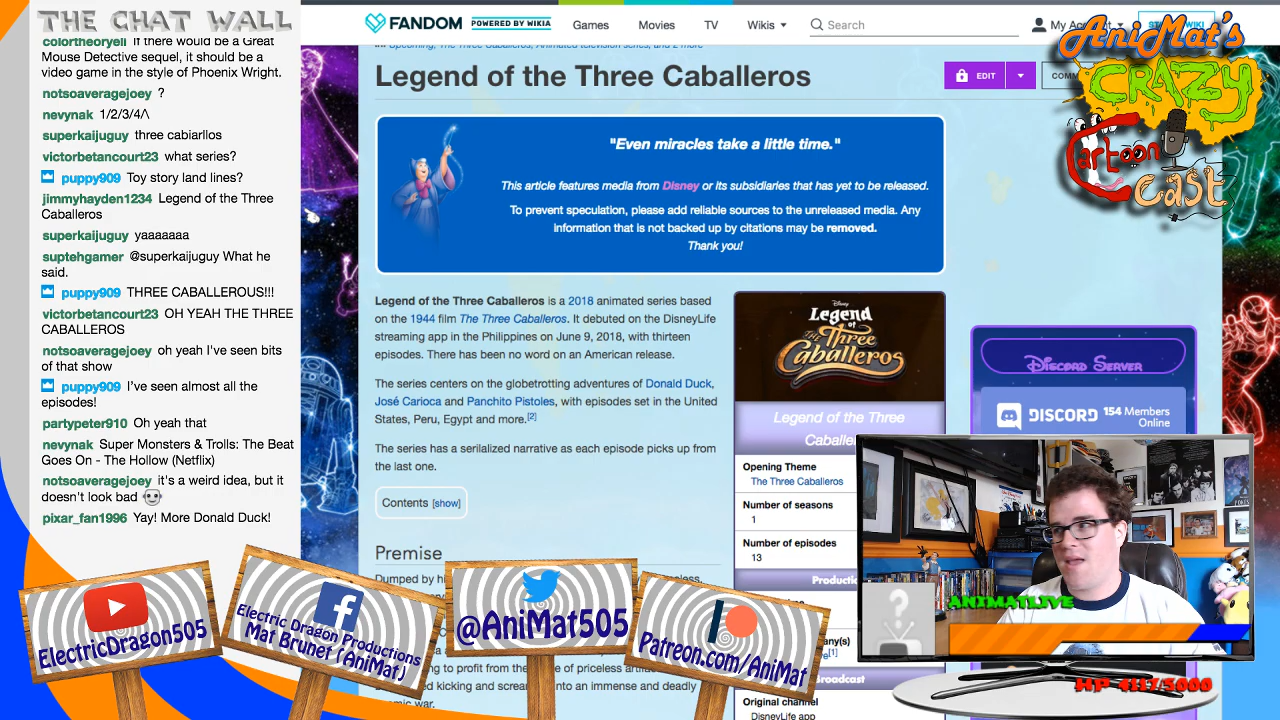 THE CHAT WALL
colortheoryeli If there would be a Great
Mouse Detective sequel, it should be a
video game in the style of Phoenix Wright.
notsoaveragejoey ?
nevynak 1/2/3/4/\
superkaijuguy three cabiarllos
victorbetancourt23 what series?
puppy909 Toy story land lines?
jimmyhayden1234 Legend of the Three
Caballeros
superkaijuguy yaaaaaaa
suptehgamer @superkaijuguy What he
said.
puppy909 THREE CABALLEROUS!!!
victorbetancourt23 OH YEAH THE THREE
CABALLEROS
notsoaveragejoey oh yeah I've seen bits
of that show
puppy909 I've seen almost all the
episodes!
partypeter910 Oh yeah that
nevynak Super Monsters & Trolls: The Beat
Goes On - The Hollow (Netflix)
notsoaveragejoey it's a weird idea, but it
doesn't look bad
pixar_fan1996 Yay! More Donald Duck!
FANDOM POWERED BY WIKIA Games Movies TV Wikis Search My
Upcoming, The Three Caballeros, Animated television series, and 2 more
Legend of the Three Caballeros
EDIT
AniMat's
CRAZY
Cartoon
Cast
"Even miracles take a little time."
This article features media from Disney or its subsidiaries that has yet to be released.
To prevent speculation, please add reliable sources to the unreleased media. Any
information that is not backed up by citations may be removed.
Thank you!
Legend of the Three Caballeros is a 2018 animated series based
on the 1944 film The Three Caballeros. It debuted on the DisneyLife
streaming app in the Philippines on June 9, 2018, with thirteen
episodes. There has been no word on an American release.
The series centers on the globetrotting adventures of Donald Duck,
José Carioca and Panchito Pistoles, with episodes set in the United
States, Peru, Egypt and more.[2]
The series has a serilalized narrative as each episode picks up from
the last one.
Contents [show]
Premise
Disney
Legend
of
The Three
Caballeros
Legend of the Three
Opening Theme
The Three Caballeros
Number of seasons
1
Number of episodes
13
Original channel
DisneyLife app
Discord Server
DISCORD 154 Members
Online
ANIMATLIVE
HP 4117/5000
ElectricDragon505
Electric Dragon Productions
Mat Brunet (AniMat)
@AniMat505
Patreon.com/AniMat